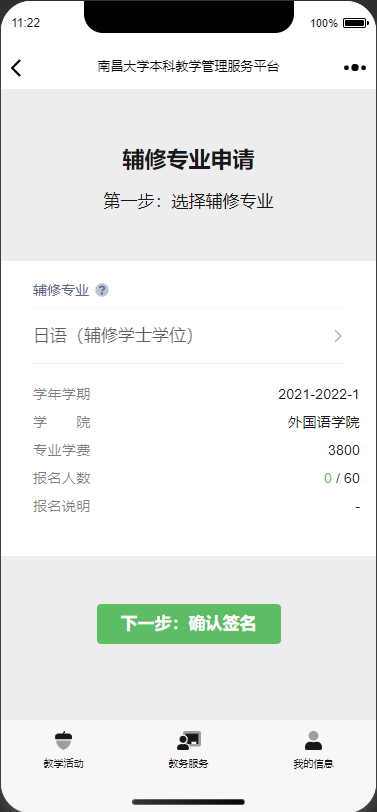 11:22
100%
南昌大学本科教学管理服务平台
辅修专业申请
第一步：选择辅修专业
辅修专业 ?
日语（辅修学士学位）
学年学期 2021-2022-1
学 院 外国语学院
专业学费 3800
报名人数 0 / 60
报名说明 -
下一步：确认签名
教学活动 教务服务 我的信息